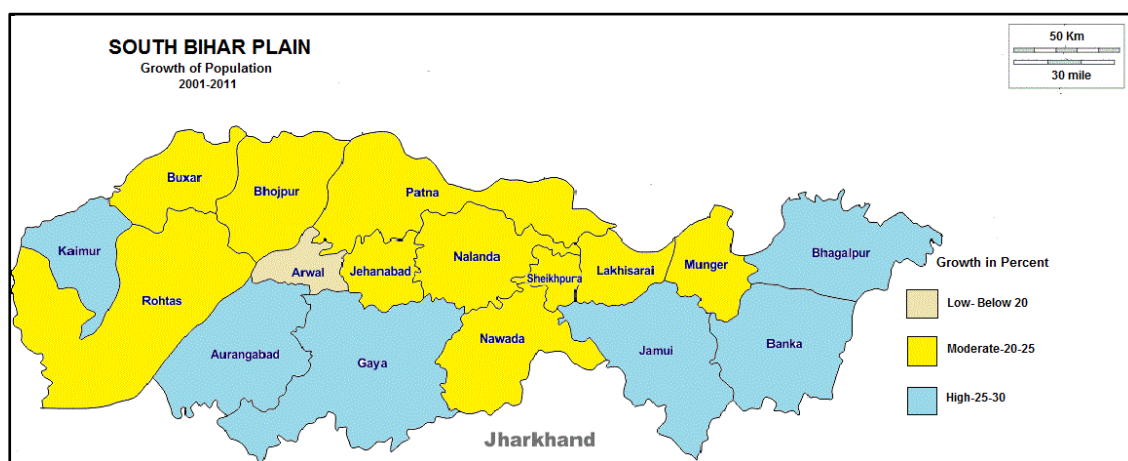 SOUTH BIHAR PLAIN
Growth of Population
2001-2011
50 Km
30 mile
Buxar
Bhojpur
Patna
Kaimur
Rohtas
Arwal
Jehanabad
Nalanda
Sheikhpura
Lakhisarai
Munger
Bhagalpur
Aurangabad
Gaya
Nawada
Jamui
Banka
Jharkhand
Growth in Percent
Low- Below 20
Moderate-20-25
High-25-30